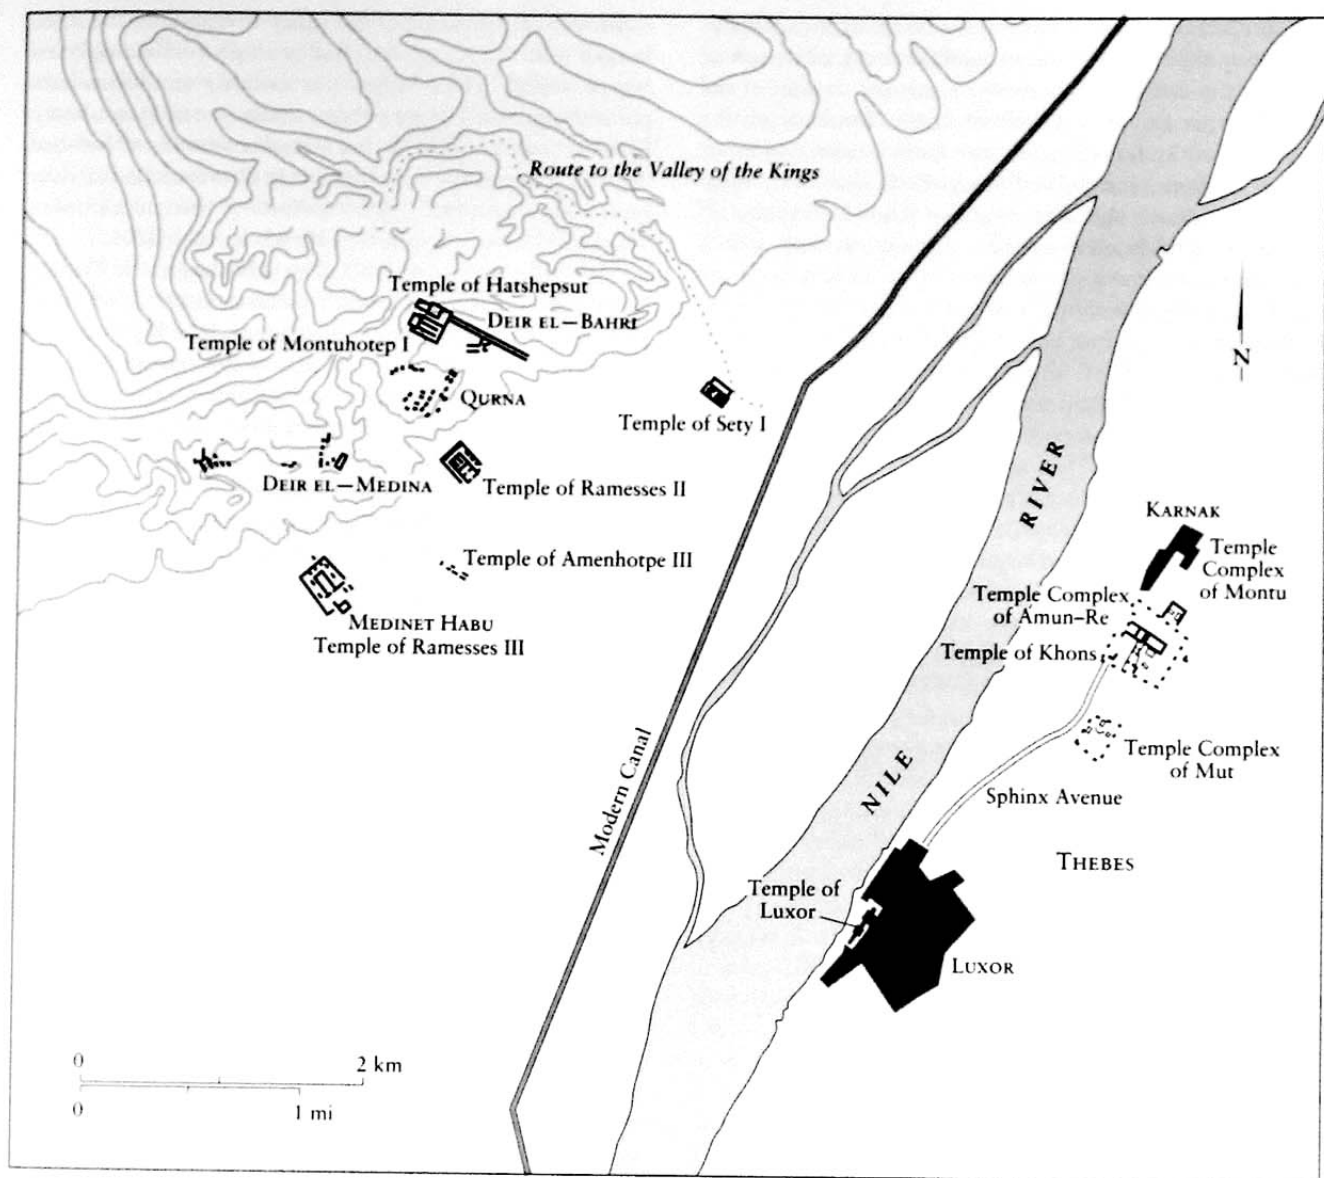 Route to the Valley of the Kings
Temple of Hatshepsut
DEIR EL–BAHRI
Temple of Montuhotep I
QURNA
Temple of Sety I
N
DEIR EL–MEDINA
Temple of Ramesses II
Temple of Amenhotpe III
MEDINET HABU
Temple of Ramesses III
Modern Canal
NILE
RIVER
KARNAK
Temple
Complex
of Montu
Temple Complex
of Amun–Re
Temple of Khons
Temple Complex
of Mut
Sphinx Avenue
THEBES
Temple of
Luxor
LUXOR
0
2 km
0
1 mi